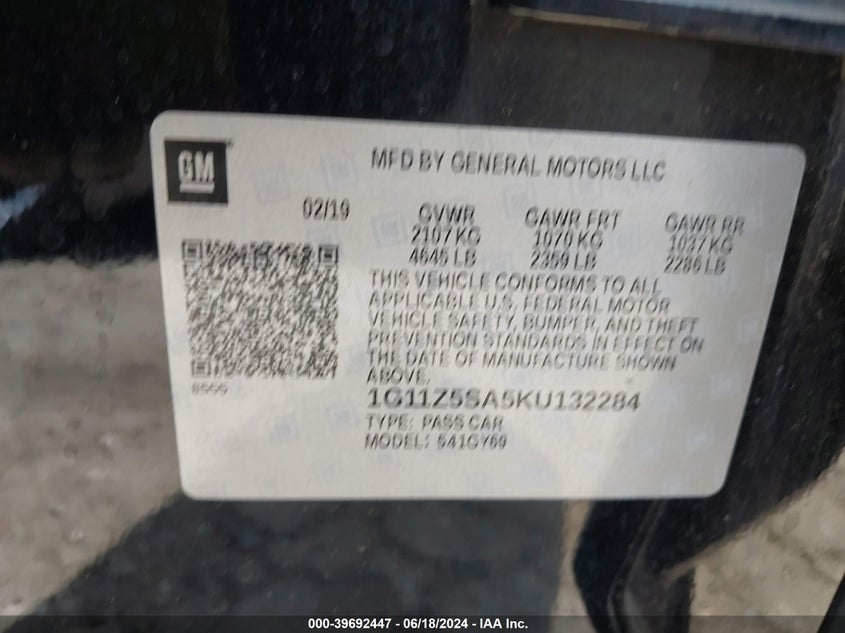 GM
MFD BY GENERAL MOTORS LLC
02/19 GVWR GAWR FRT GAWR RR
2107 KG 1070 KG 1037 KG
4645 LB 2359 LB 2286 LB
THIS VEHICLE CONFORMS TO ALL
APPLICABLE U.S. FEDERAL MOTOR
VEHICLE SAFETY, BUMPER, AND THEFT
PREVENTION STANDARDS IN EFFECT ON
THE DATE OF MANUFACTURE SHOWN
ABOVE.
1G11Z5SA5KU132284
TYPE: PASS CAR
MODEL:
000-39692447 / 06/18/2024 - IAA Inc.